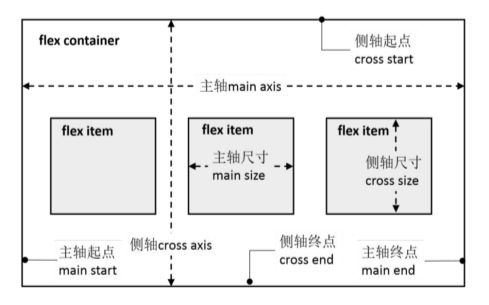 flex container
侧轴起点
cross start
主轴main axis
flex item
flex item
flex item
主轴尺寸
main size
侧轴尺寸
cross size
主轴起点
main start
侧轴cross axis
侧轴终点
cross end
主轴终点
main end